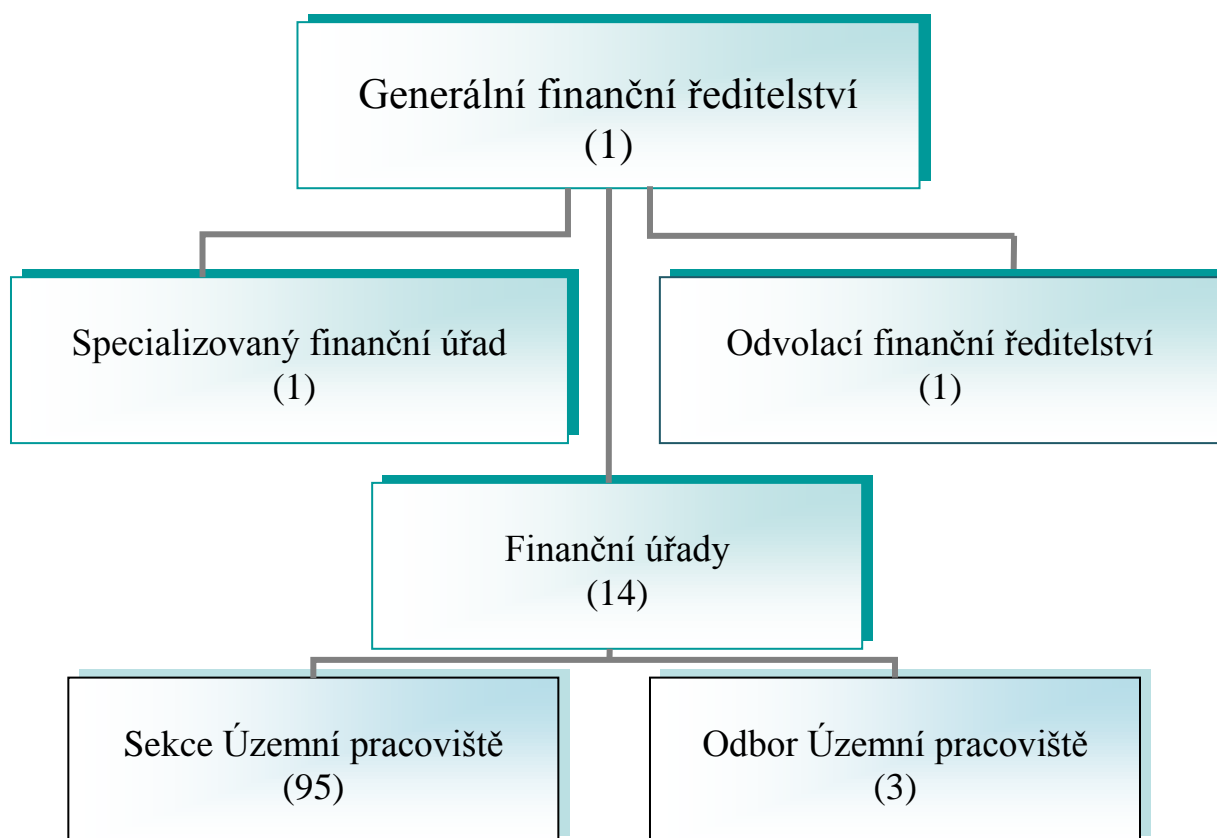 Generální finanční ředitelství
(1)
Specializovaný finanční úřad
(1)
Odvolací finanční ředitelství
(1)
Finanční úřady
(14)
Sekce Územní pracoviště
(95)
Odbor Územní pracoviště
(3)